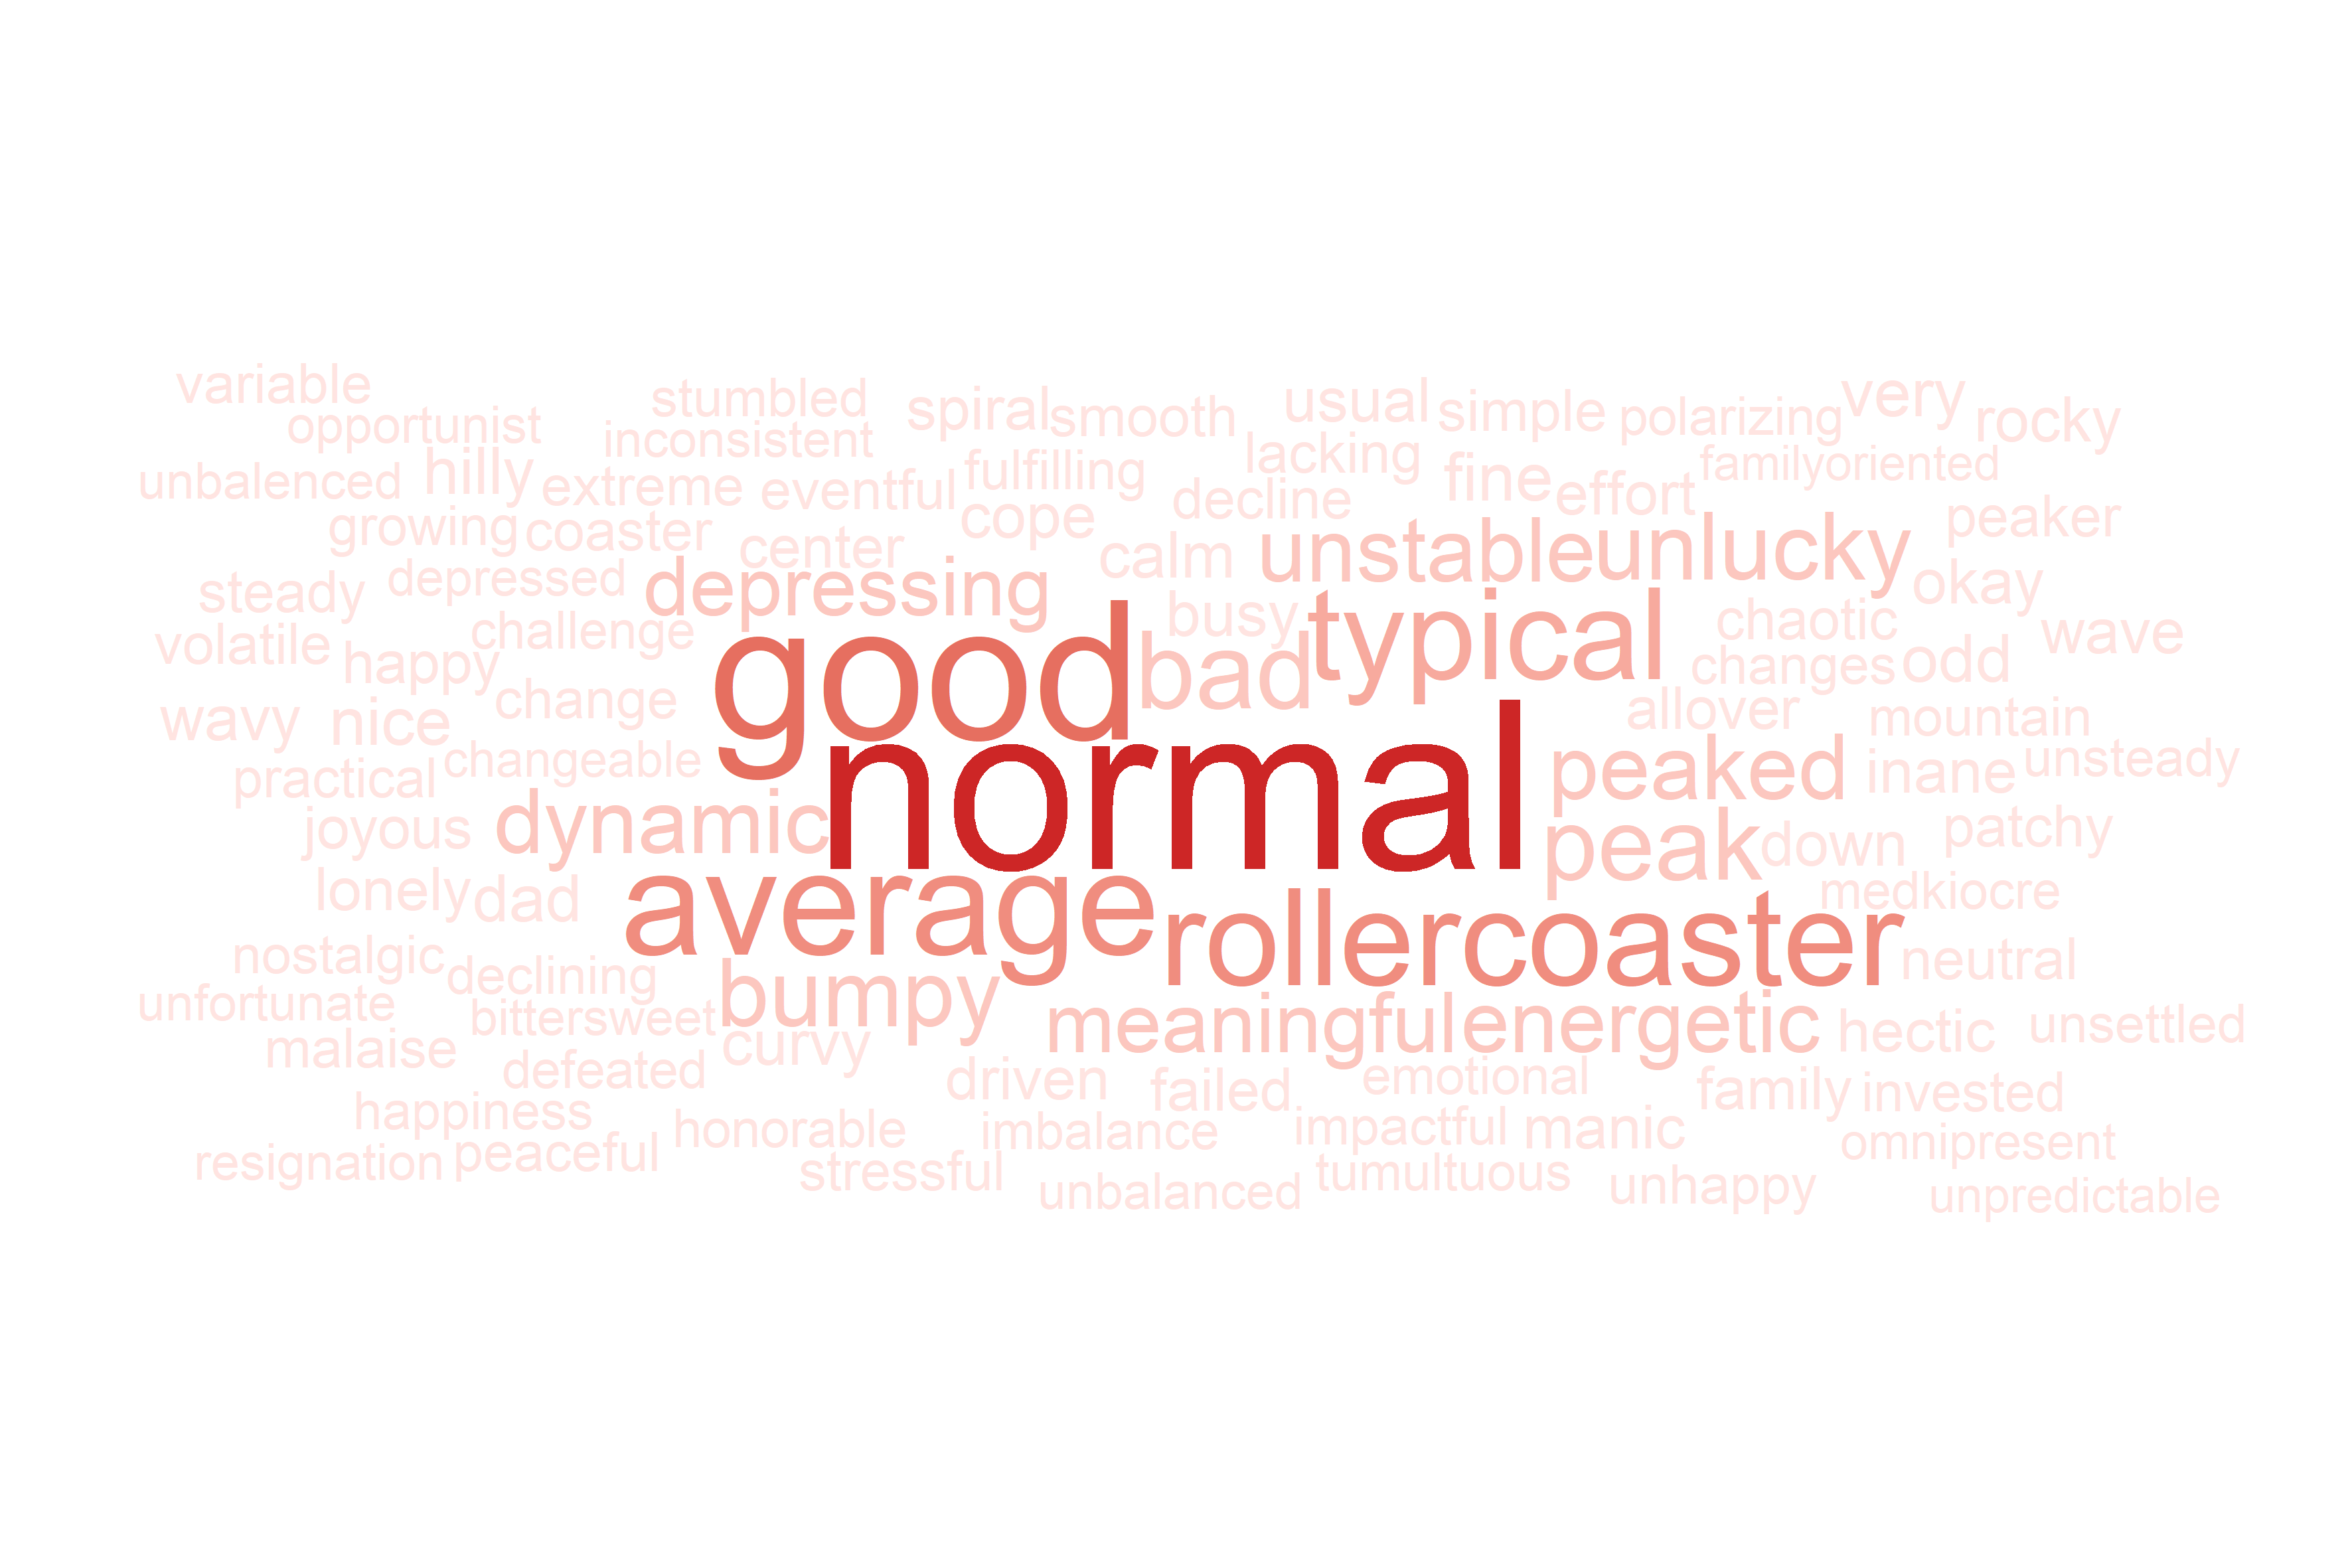 variable stumbled spiral smooth usual simple polarizing very rocky
opportunist inconsistent lacking familyoriented
unbalenced hilly extreme eventful fulfilling decline fine effort
growing coaster center cope calm unstable unlucky peaker
steady depressed depressing busy typical chaotic okay
volatile happy challenge good bad changes odd wave
wavy nice change allover mountain
practical changeable normal peaked inane unsteady
joyous dynamic peak down patchy
lonely dad average rollercoaster medkiocre
nostalgic declining neutral
unfortunate bittersweet bumpy meaningful energetic hectic unsettled
malaise defeated curvy driven failed emotional family invested
happiness honorable imbalance impactful manic omnipresent
resignation peaceful stressful unbalanced tumultuous unhappy unpredictable